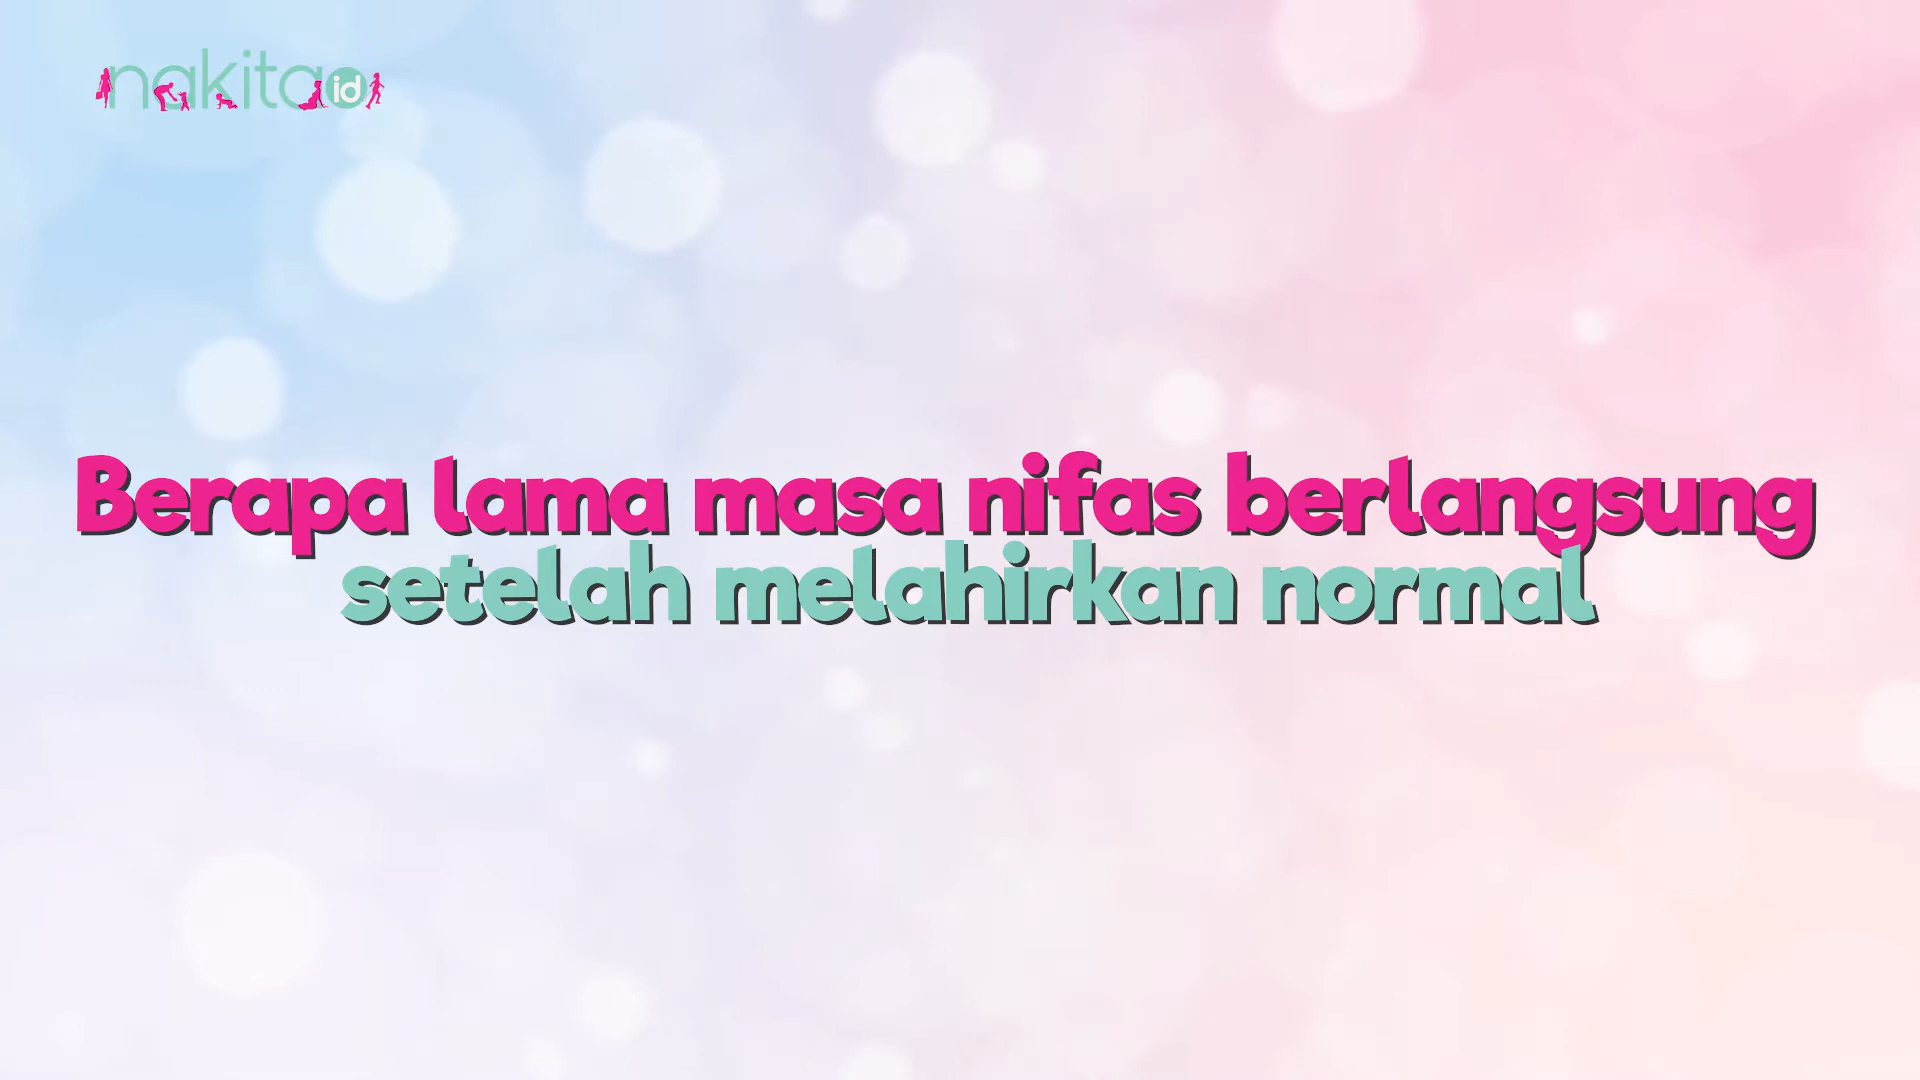 nakita id
Berapa lama masa nifas berlangsung
setelah melahirkan normal